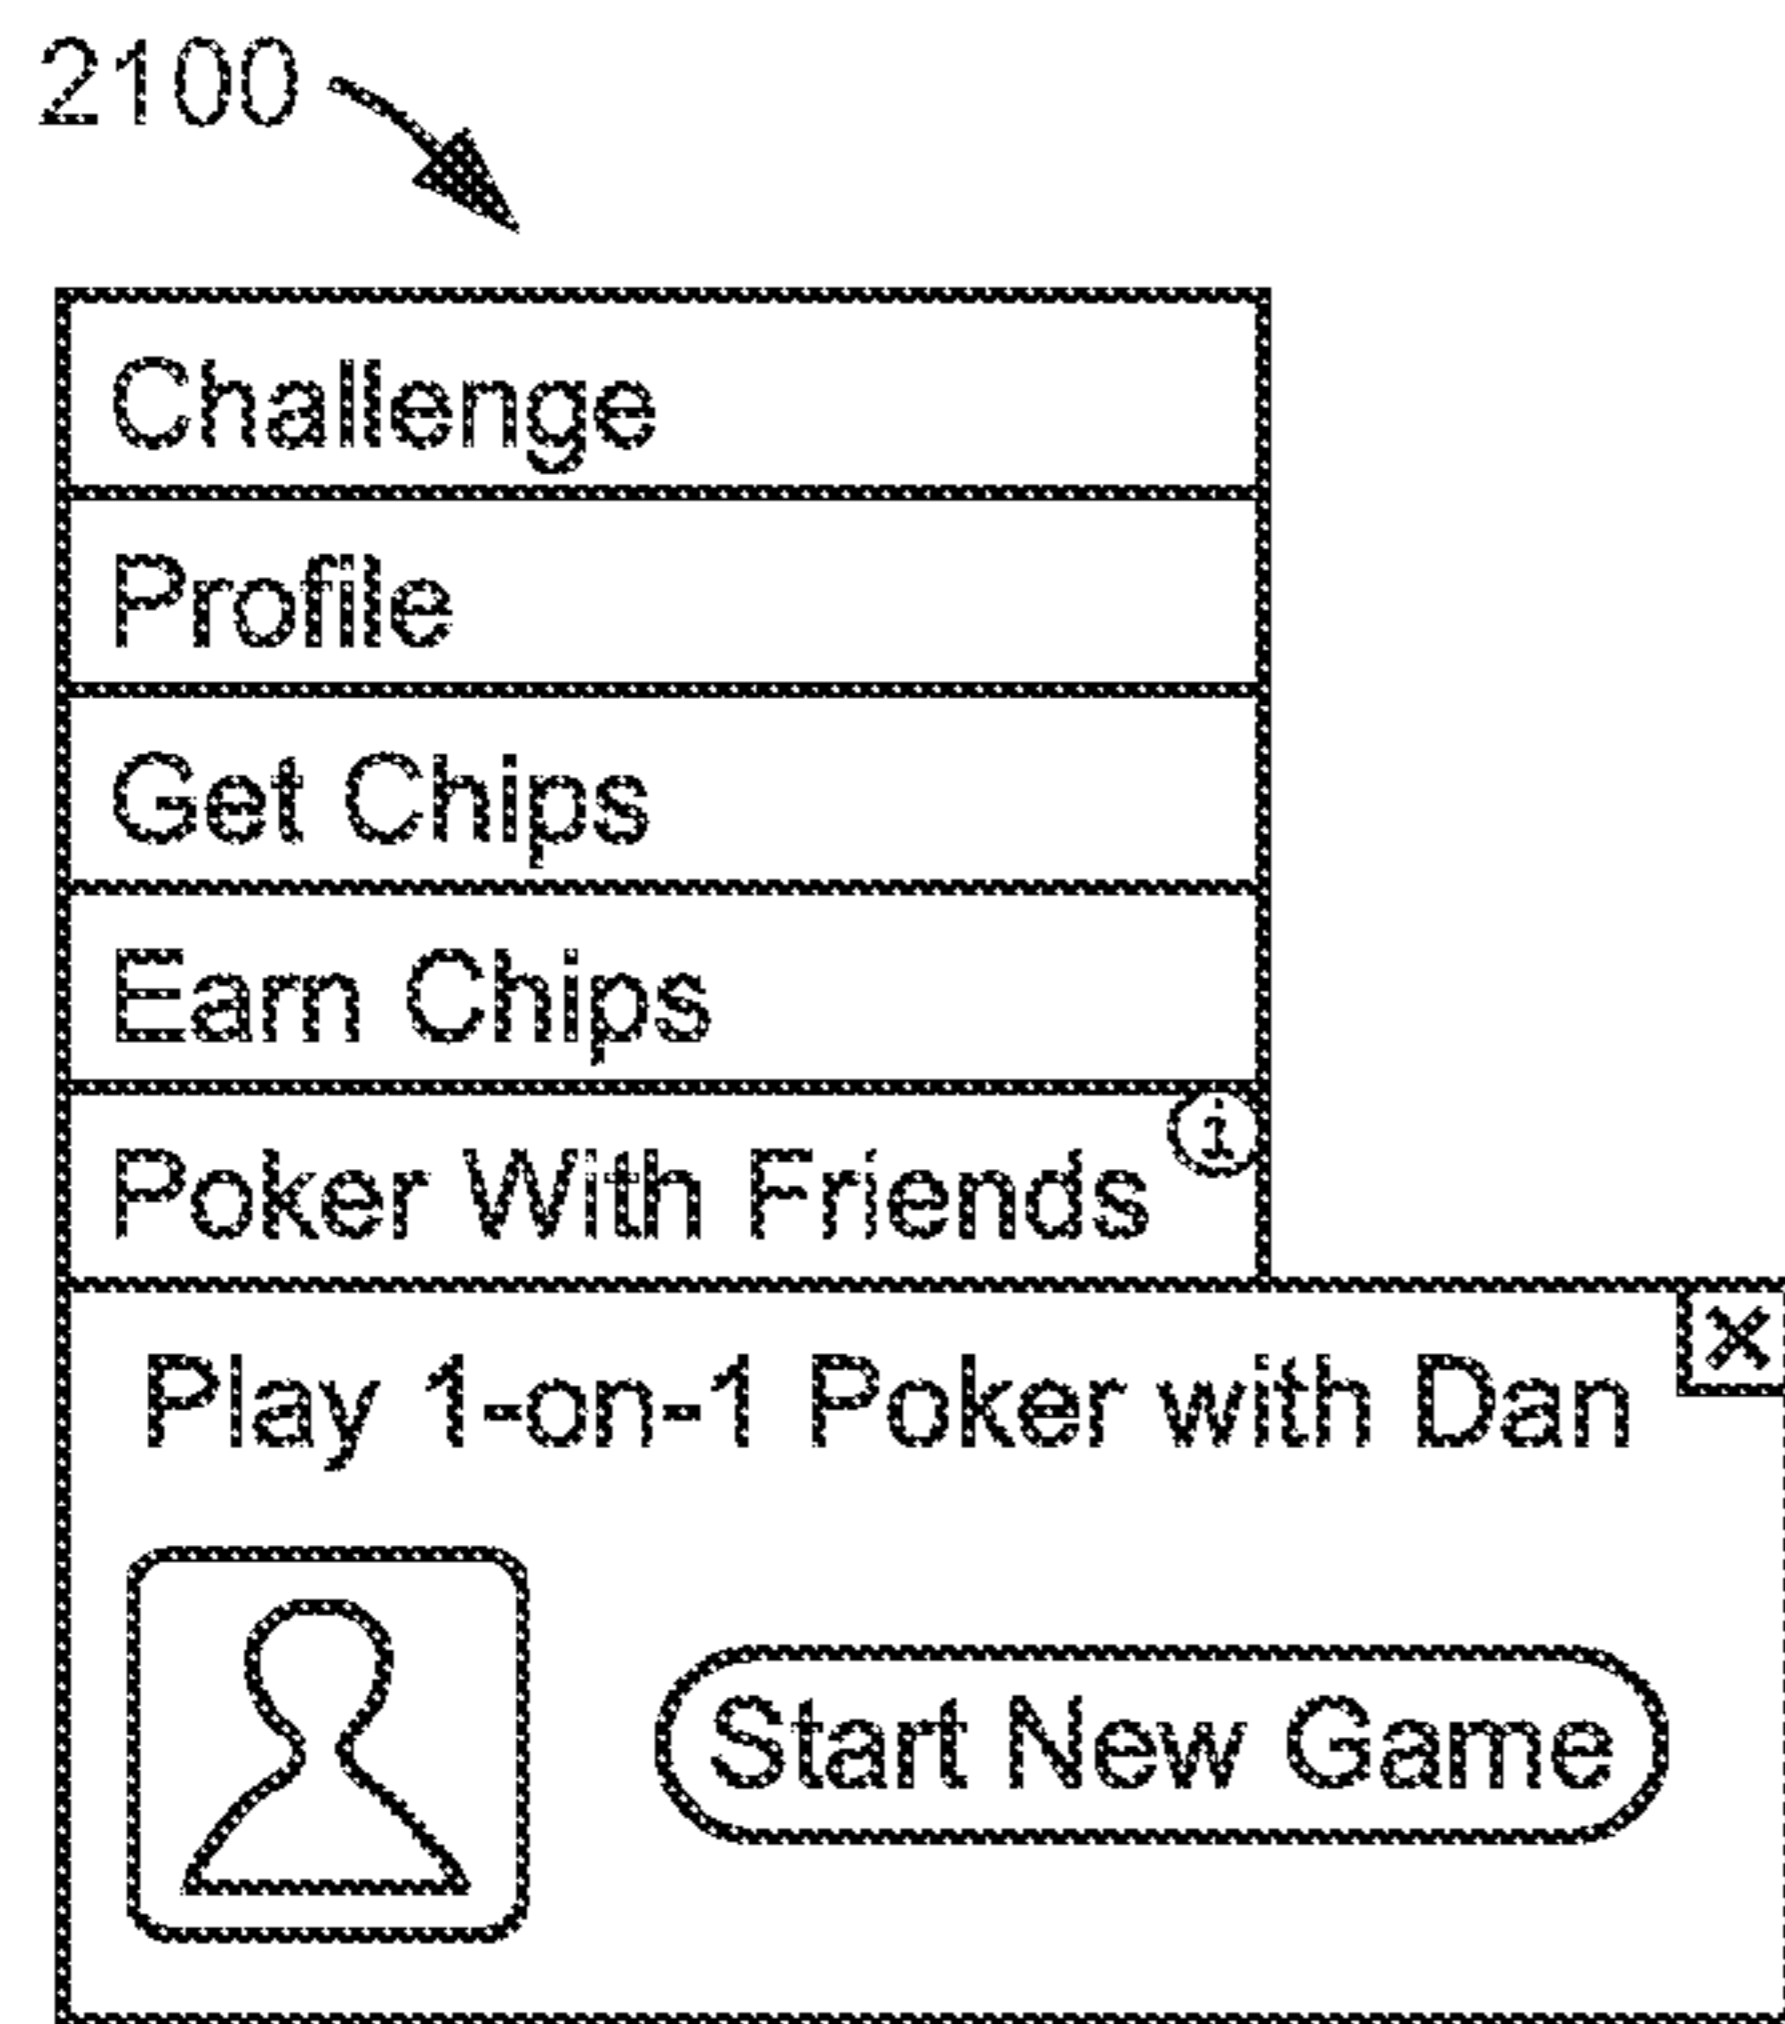 2100
Challenge
Profile
Get Chips
Earn Chips
i
Poker With Friends
X
Play 1-on-1 Poker with Dan
Start New Game